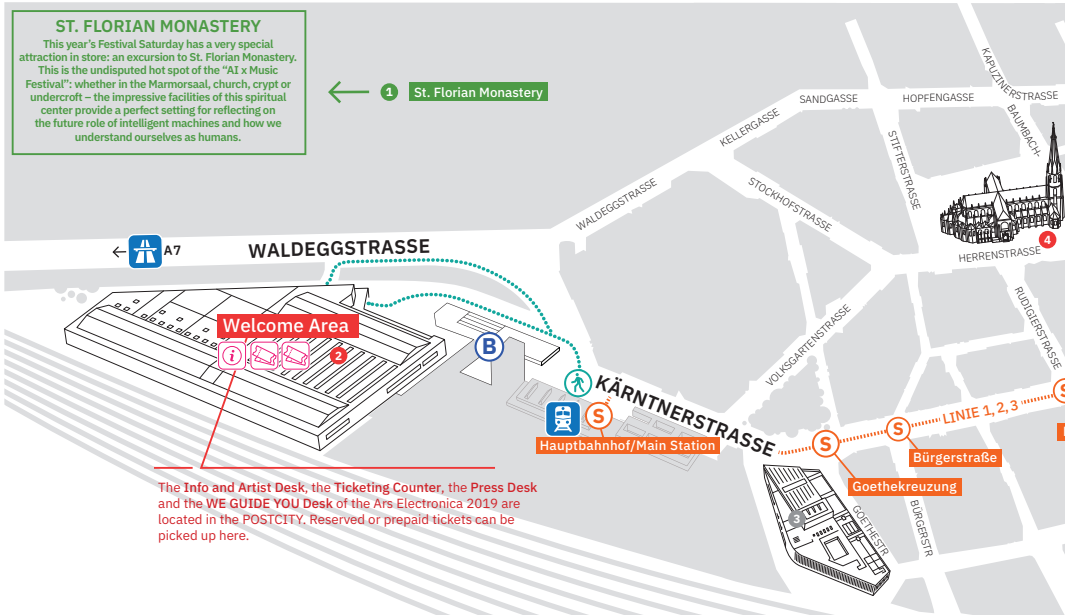 ST. FLORIAN MONASTERY
This year's Festival Saturday has a very special
attraction in store: an excursion to St. Florian Monastery.
This is the undisputed hot spot of the “AI x Music
Festival”: whether in the Marmorsaal, church, crypt or
undercroft – the impressive facilities of this spiritual
center provide a perfect setting for reflecting on
the future role of intelligent machines and how we
understand ourselves as humans.
1 St. Florian Monastery
KAPUZINERSTRASSE
SANDGASSE
HOPFENGASSE
BAUMBACH-
KELLERGASSE
STIFTERSTRASSE
STOCKHOFSTRASSE
WALDEGGSTRASSE
4
HERRENSTRASSE
A7
WALDEGGSTRASSE
RUDIGIERSTRASSE
Welcome Area
i
2
B
VOLKSGARTENSTRASSE
KÄRNTNERSTRASSE
S
Hauptbahnhof/Main Station
LINIE 1, 2, 3
S
S
S
Bürgerstraße
Goethekreuzung
3
GOETHESTR
BÜRGERSTR
The Info and Artist Desk, the Ticketing Counter, the Press Desk
and the WE GUIDE YOU Desk of the Ars Electronica 2019 are
located in the POSTCITY. Reserved or prepaid tickets can be
picked up here.